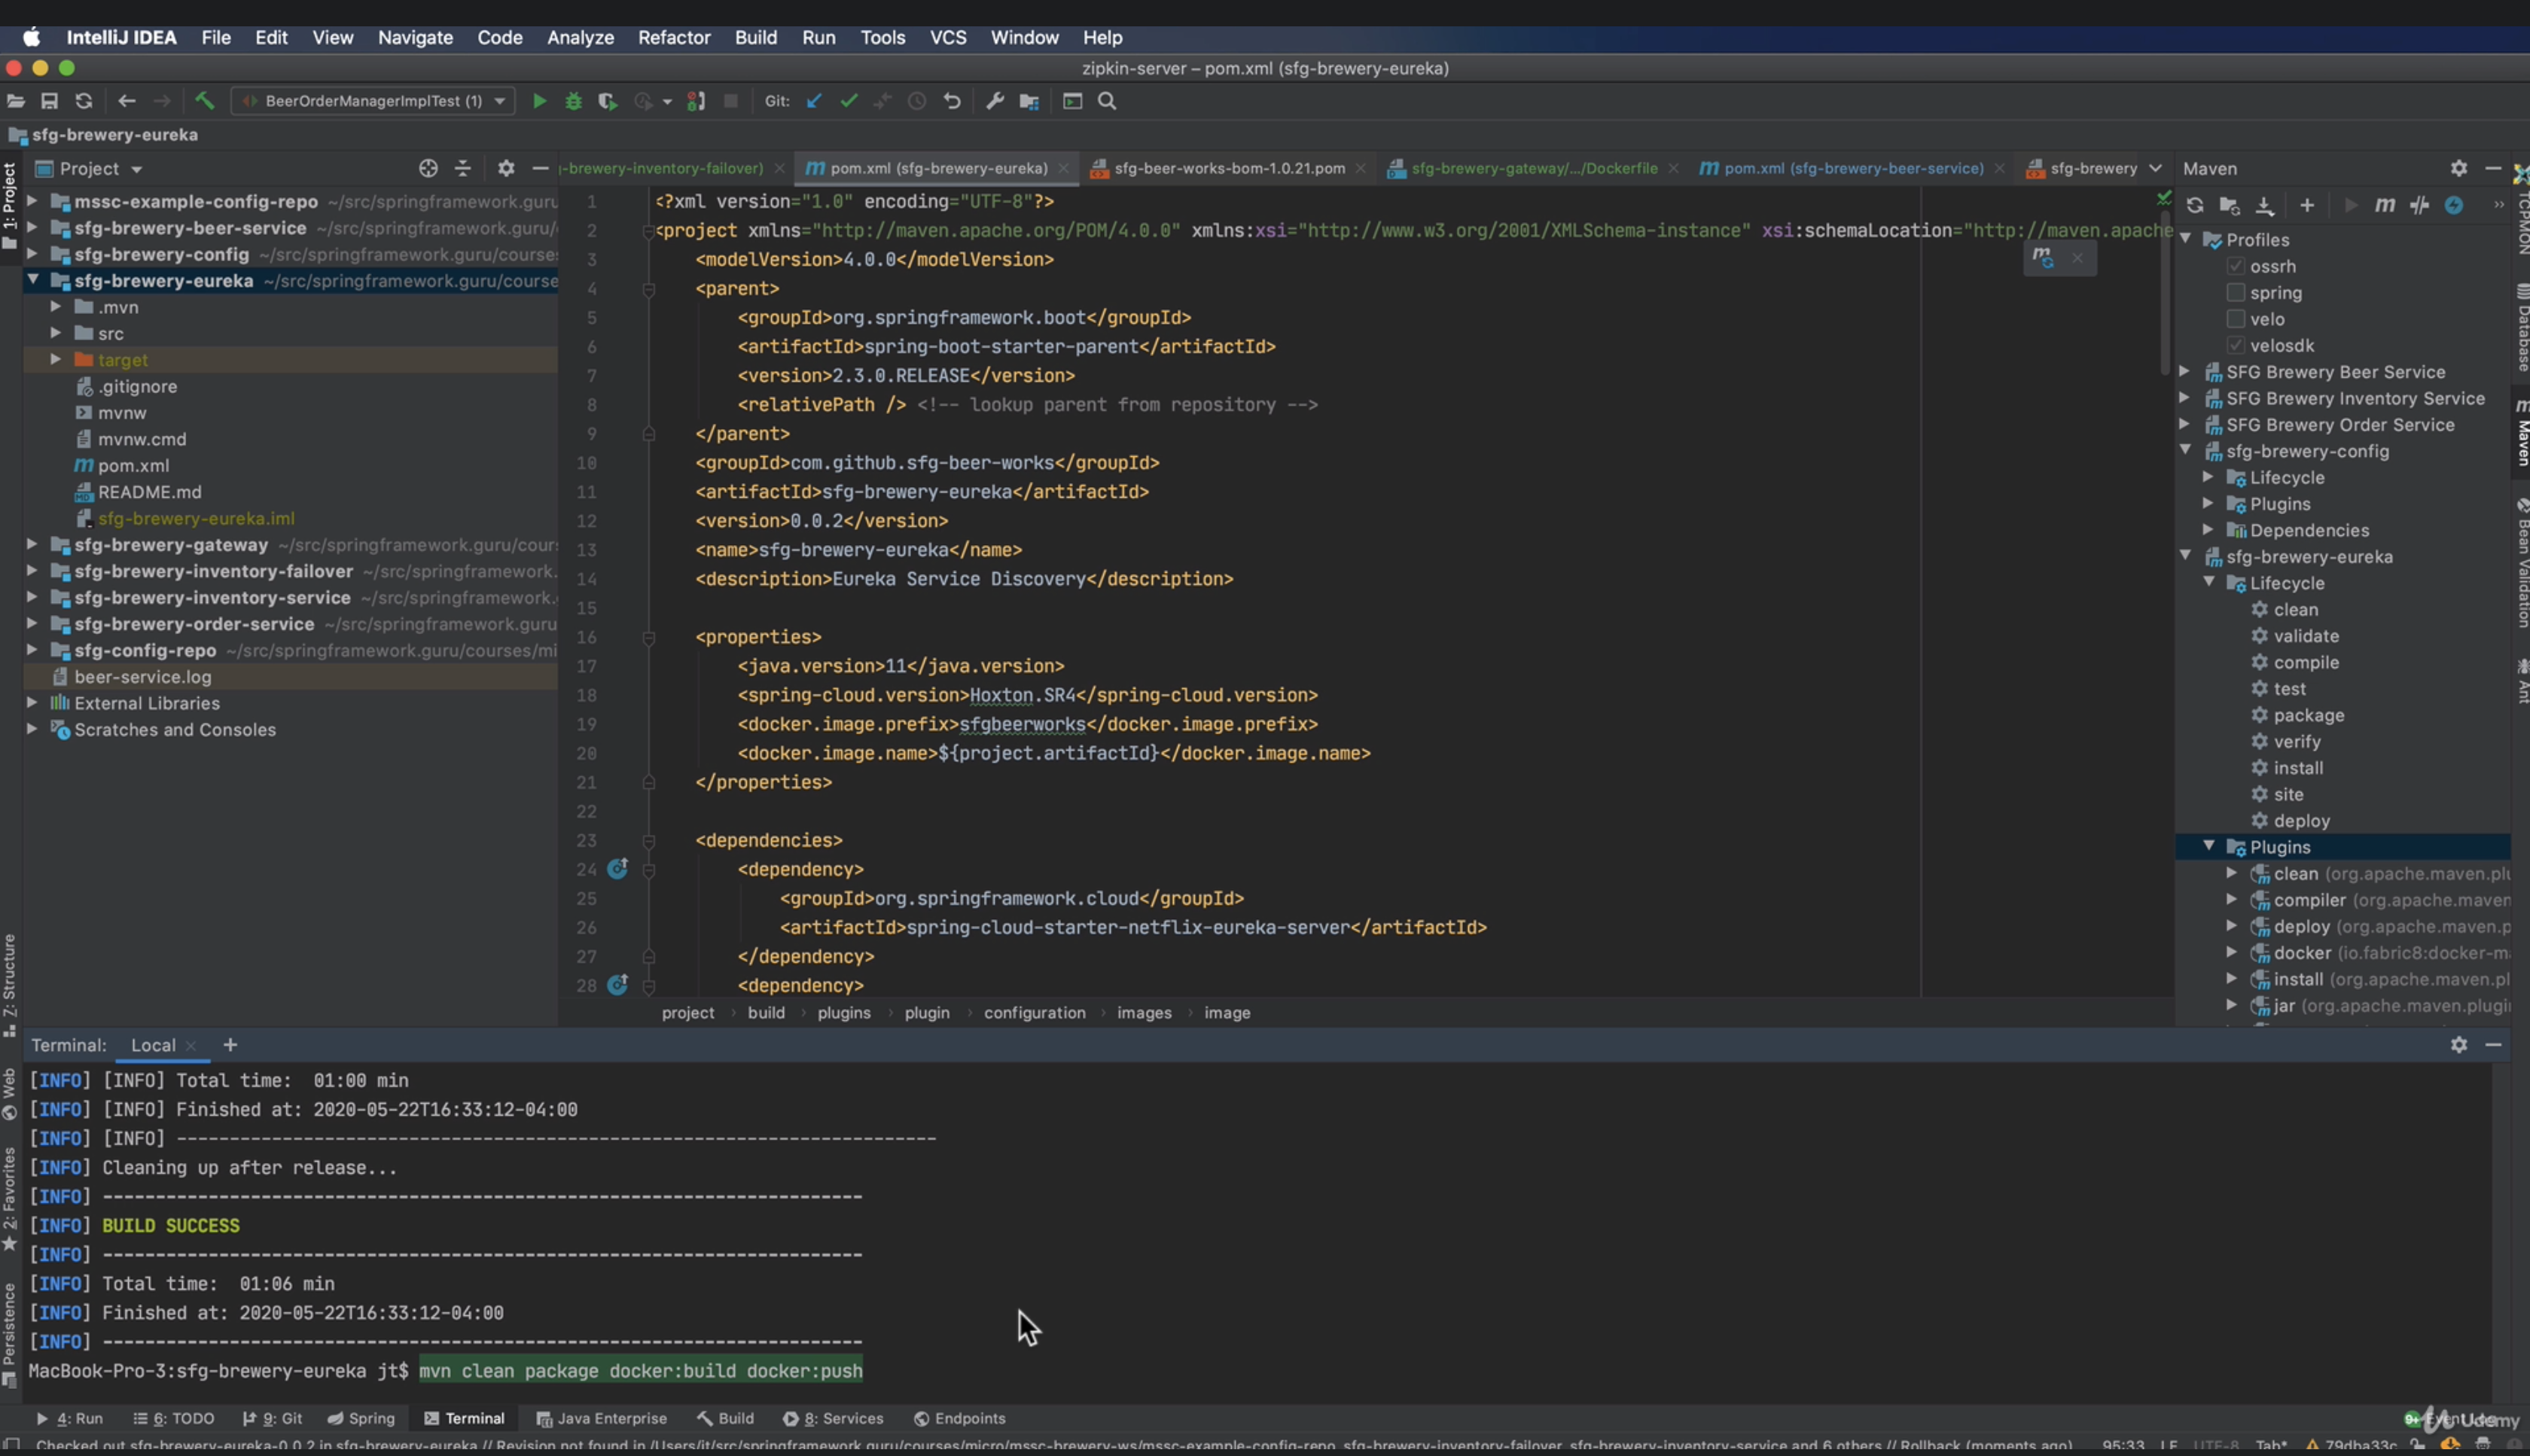 IntelliJ IDEA File Edit View Navigate Code Analyze Refactor Build Run Tools VCS Window Help
zipkin-server – pom.xml (sfg-brewery-eureka)
BeerOrderManagerImplTest (1) Git:
sfg-brewery-eureka
Project
-brewery-inventory-failover) pom.xml (sfg-brewery-eureka) sfg-beer-works-bom-1.0.21.pom sfg-brewery-gateway/.../Dockerfile pom.xml (sfg-brewery-beer-service) sfg-brewery
Maven
1: Project
mssc-example-config-repo ~/src/springframework.guru
sfg-brewery-beer-service ~/src/springframework.guru/
sfg-brewery-config ~/src/springframework.guru/course
sfg-brewery-eureka ~/src/springframework.guru/course
.mvn
src
target
.gitignore
mvnw
mvnw.cmd
pom.xml
README.md
sfg-brewery-eureka.iml
sfg-brewery-gateway ~/src/springframework.guru/cour
sfg-brewery-inventory-failover ~/src/springframework.
sfg-brewery-inventory-service ~/src/springframework.
sfg-brewery-order-service ~/src/springframework.guru
sfg-config-repo ~/src/springframework.guru/courses/mi
beer-service.log
External Libraries
Scratches and Consoles
1 <?xml version="1.0" encoding="UTF-8"?>
2 <project xmlns="http://maven.apache.org/POM/4.0.0" xmlns:xsi="http://www.w3.org/2001/XMLSchema-instance" xsi:schemaLocation="http://maven.apache
3 <modelVersion>4.0.0</modelVersion>
4 <parent>
5 <groupId>org.springframework.boot</groupId>
6 <artifactId>spring-boot-starter-parent</artifactId>
7 <version>2.3.0.RELEASE</version>
8 <relativePath /> <!-- lookup parent from repository -->
9 </parent>
10 <groupId>com.github.sfg-beer-works</groupId>
11 <artifactId>sfg-brewery-eureka</artifactId>
12 <version>0.0.2</version>
13 <name>sfg-brewery-eureka</name>
14 <description>Eureka Service Discovery</description>
15
16 <properties>
17 <java.version>11</java.version>
18 <spring-cloud.version>Hoxton.SR4</spring-cloud.version>
19 <docker.image.prefix>sfgbeerworks</docker.image.prefix>
20 <docker.image.name>${project.artifactId}</docker.image.name>
21 </properties>
22
23 <dependencies>
24 <dependency>
25 <groupId>org.springframework.cloud</groupId>
26 <artifactId>spring-cloud-starter-netflix-eureka-server</artifactId>
27 </dependency>
28 <dependency>
project › build › plugins › plugin › configuration › images › image
Profiles
ossrh
spring
velo
velosdk
SFG Brewery Beer Service
SFG Brewery Inventory Service
SFG Brewery Order Service
sfg-brewery-config
Lifecycle
Plugins
Dependencies
sfg-brewery-eureka
Lifecycle
clean
validate
compile
test
package
verify
install
site
deploy
Plugins
clean (org.apache.maven.plu
compiler (org.apache.maven
deploy (org.apache.maven.p
docker (io.fabric8:docker-m
install (org.apache.maven.pl
jar (org.apache.maven.plugi
Database
Maven
Bean Validation
Ant
Z: Structure
Web
2: Favorites
Persistence
Terminal: Local +
[INFO] [INFO] Total time:  01:00 min
[INFO] [INFO] Finished at: 2020-05-22T16:33:12-04:00
[INFO] [INFO] ------------------------------------------------------------------------
[INFO] Cleaning up after release...
[INFO] ------------------------------------------------------------------------
[INFO] BUILD SUCCESS
[INFO] ------------------------------------------------------------------------
[INFO] Total time:  01:06 min
[INFO] Finished at: 2020-05-22T16:33:12-04:00
[INFO] ------------------------------------------------------------------------
MacBook-Pro-3:sfg-brewery-eureka jt$ mvn clean package docker:build docker:push
4: Run 6: TODO 9: Git Spring Terminal Java Enterprise Build 8: Services Endpoints
Udemy
Checked out sfg-brewery-eureka-0.0.2 in sfg-brewery-eureka // Revision not found in /Users/jt/src/springframework.guru/courses/micro/mssc-brewery-ws/mssc-example-config-repo, sfg-brewery-inventory-failover, sfg-brewery-inventory-service and 6 others // Rollback (moments ago) 95:33 LF UTF-8 Tab* 79dba33c